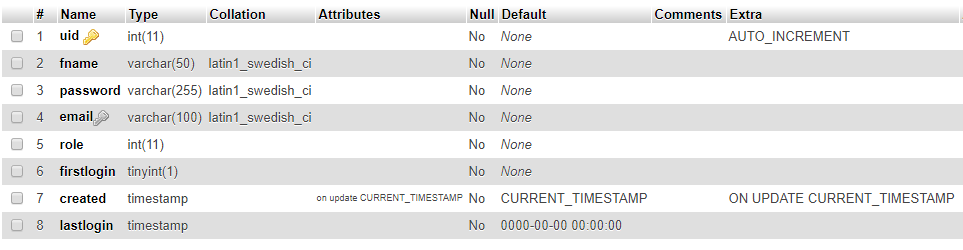 # Name Type Collation Attributes Null Default Comments Extra
1 uid int(11) No None AUTO_INCREMENT
2 fname varchar(50) latin1_swedish_ci No None
3 password varchar(255) latin1_swedish_ci No None
4 email varchar(100) latin1_swedish_ci No None
5 role int(11) No None
6 firstlogin tinyint(1) No None
7 created timestamp on update CURRENT_TIMESTAMP No CURRENT_TIMESTAMP ON UPDATE CURRENT_TIMESTAMP
8 lastlogin timestamp No 0000-00-00 00:00:00